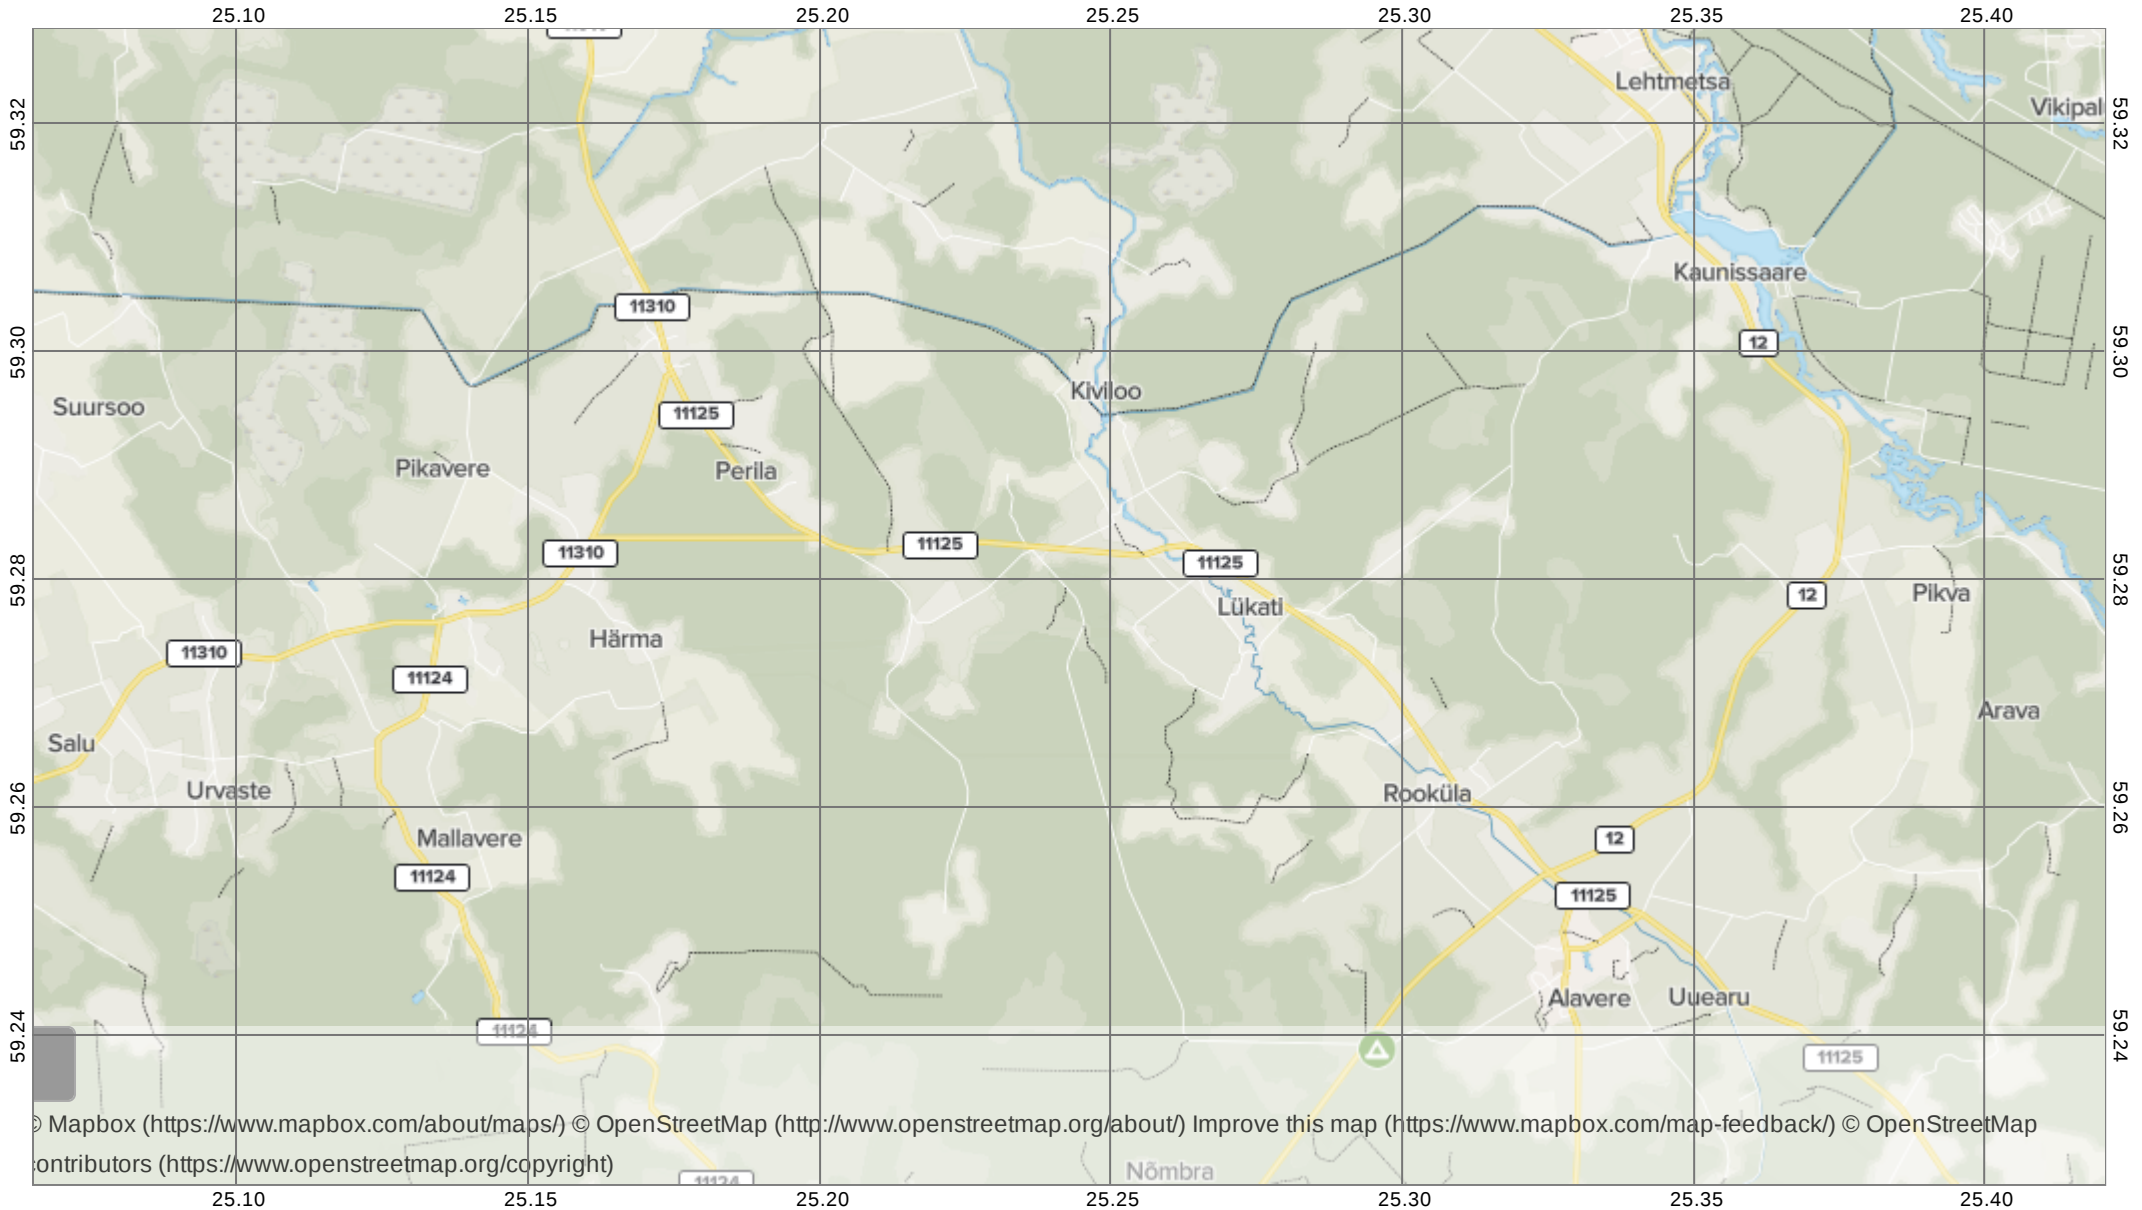 25.10 25.15 25.20 25.25 25.30 25.35 25.40
Lehtmetsa
Vikipal
59.32 59.32
Kaunissaare
11310
12
59.30 59.30
Kiviloo
Suursoo
11125
Pikavere Perila
11125
11310 11125
59.28 59.28
12 Pikva
Lükati
Härma
11310
11124
Arava
Salu
Urvaste Rooküla
59.26 59.26
Mallavere 12
11124
11125
Alavere Uuearu
11124
59.24 59.24
11125
© Mapbox (https://www.mapbox.com/about/maps/) © OpenStreetMap (http://www.openstreetmap.org/about/) Improve this map (https://www.mapbox.com/map-feedback/) © OpenStreetMap
contributors (https://www.openstreetmap.org/copyright)
Nõmbra
11124
25.10 25.15 25.20 25.25 25.30 25.35 25.40